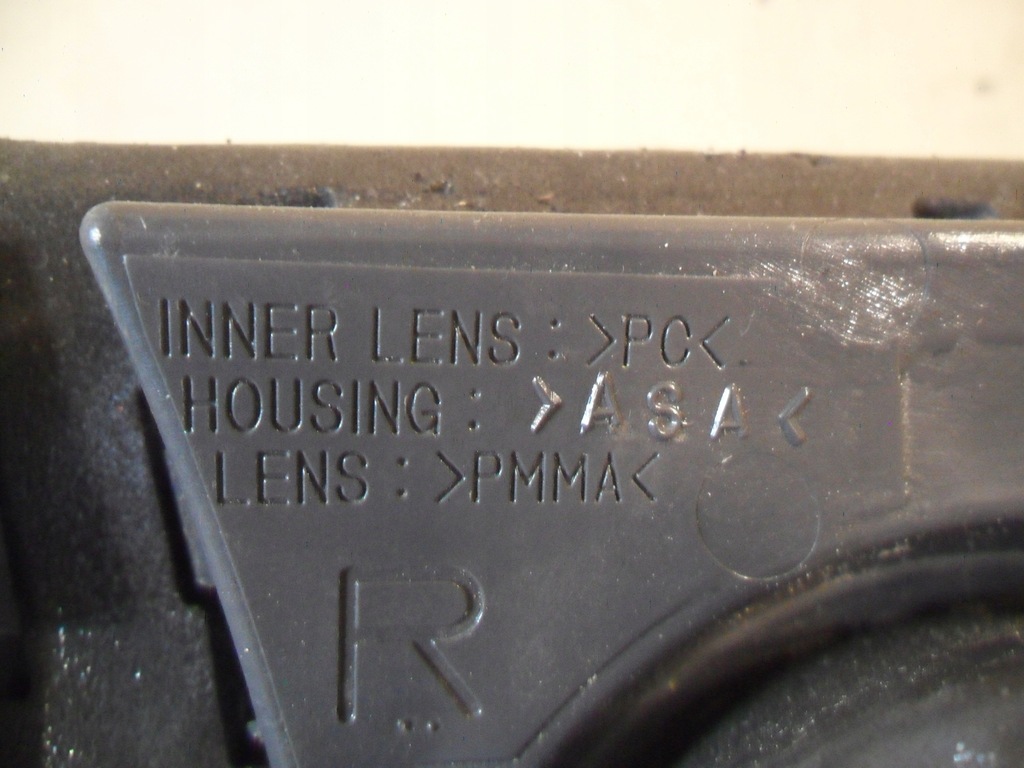 INNER LENS : >PC<
HOUSING : >ASA<
LENS : >PMMA<
R